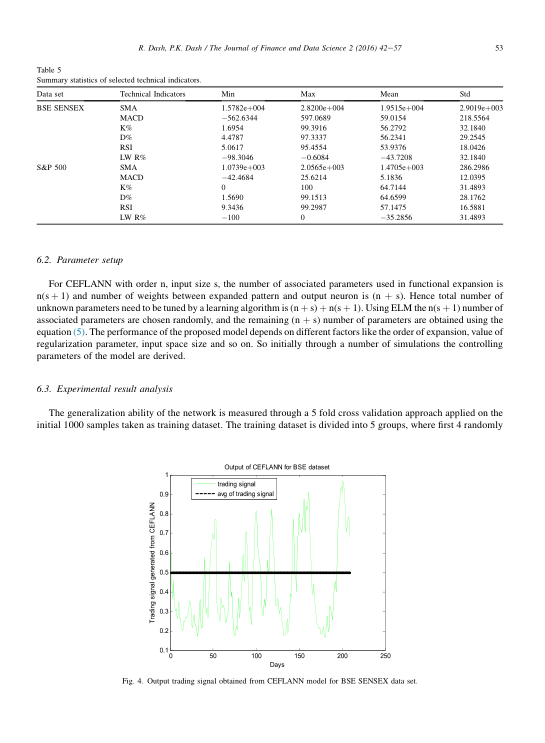 R. Dash, P.K. Dash / The Journal of Finance and Data Science 2 (2016) 42−57 53
Table 5
Summary statistics of selected technical indicators.
Data set Technical Indicators Min Max Mean Std
BSE SENSEX SMA 1.5782e+004 2.8200e+004 1.9515e+004 2.9019e+003
MACD −562.6344 597.0689 59.0154 218.5564
K% 1.6954 99.3916 56.2792 32.1840
D% 4.4787 97.3337 56.2341 29.2545
RSI 5.0617 95.4554 53.9376 18.0426
LW R% −98.3046 −0.6084 −43.7208 32.1840
S&P 500 SMA 1.0739e+003 2.0565e+003 1.4705e+003 286.2986
MACD −42.4684 25.6214 5.1836 12.0395
K% 0 100 64.7144 31.4893
D% 1.5690 99.1513 64.6599 28.1762
RSI 9.3436 99.2987 57.1475 16.5881
LW R% −100 0 −35.2856 31.4893
6.2. Parameter setup
For CEFLANN with order n, input size s, the number of associated parameters used in functional expansion is
n(s + 1) and number of weights between expanded pattern and output neuron is (n + s). Hence total number of
unknown parameters need to be tuned by a learning algorithm is (n + s) + n(s + 1). Using ELM the n(s + 1) number of
associated parameters are chosen randomly, and the remaining (n + s) number of parameters are obtained using the
equation (5). The performance of the proposed model depends on different factors like the order of expansion, value of
regularization parameter, input space size and so on. So initially through a number of simulations the controlling
parameters of the model are derived.
6.3. Experimental result analysis
The generalization ability of the network is measured through a 5 fold cross validation approach applied on the
initial 1000 samples taken as training dataset. The training dataset is divided into 5 groups, where first 4 randomly
Output of CEFLANN for BSE dataset
trading signal
avg of trading signal
Trading signal generated from CEFLANN
1
0.9
0.8
0.7
0.6
0.5
0.4
0.3
0.2
0.1
0 50 100 150 200 250
Days
Fig. 4. Output trading signal obtained from CEFLANN model for BSE SENSEX data set.